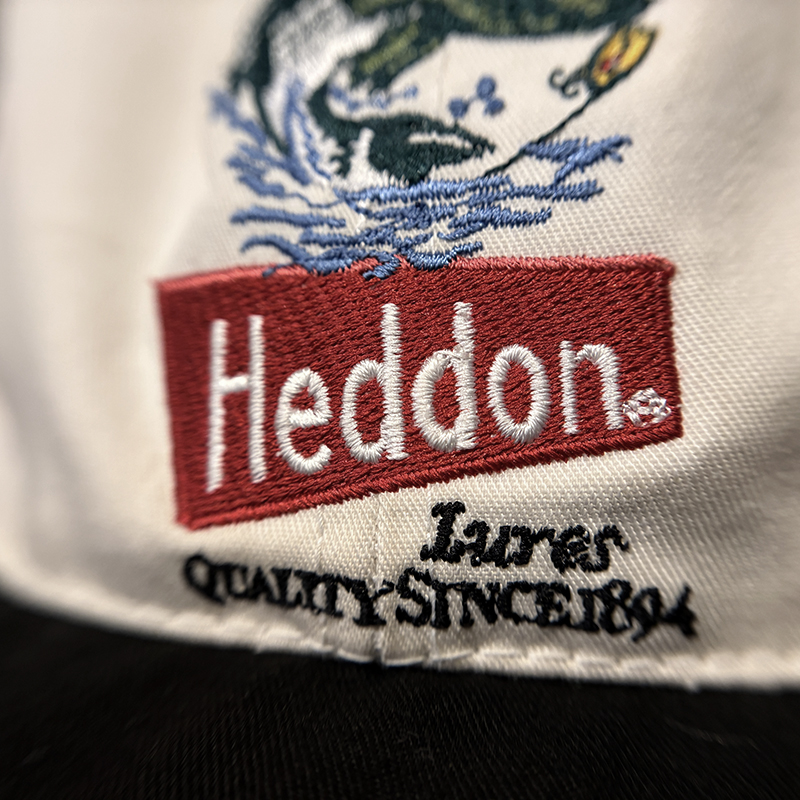 Heddon®
Lures
QUALITY SINCE 1894